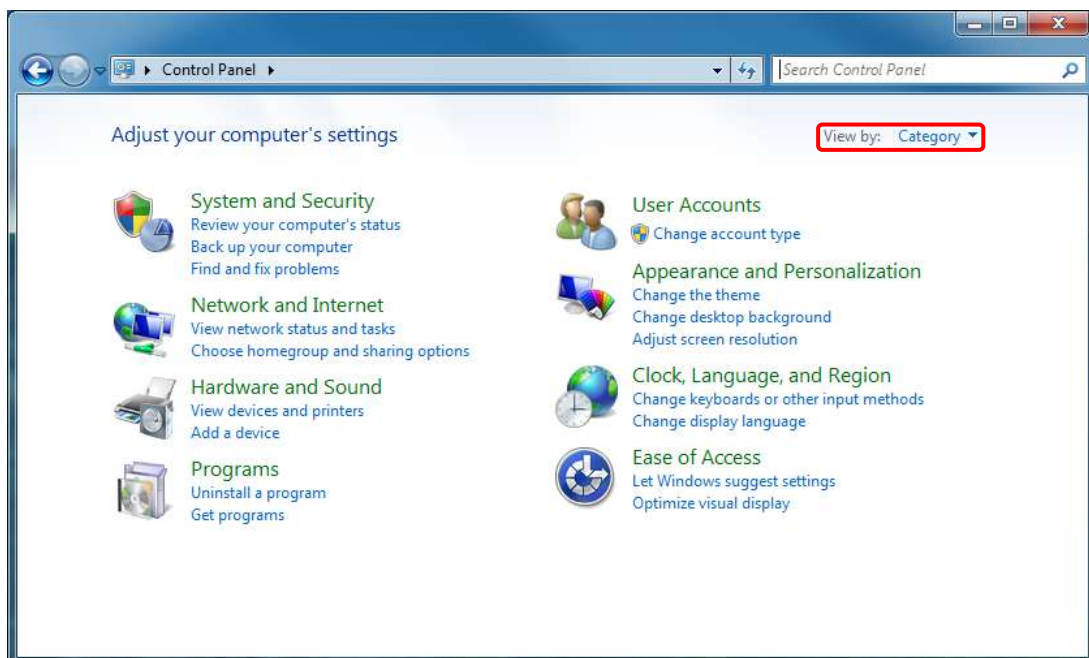 Control Panel
Search Control Panel
Adjust your computer's settings
View by: Category
System and Security
Review your computer's status
Back up your computer
Find and fix problems
Network and Internet
View network status and tasks
Choose homegroup and sharing options
Hardware and Sound
View devices and printers
Add a device
Programs
Uninstall a program
Get programs
User Accounts
Change account type
Appearance and Personalization
Change the theme
Change desktop background
Adjust screen resolution
Clock, Language, and Region
Change keyboards or other input methods
Change display language
Ease of Access
Let Windows suggest settings
Optimize visual display